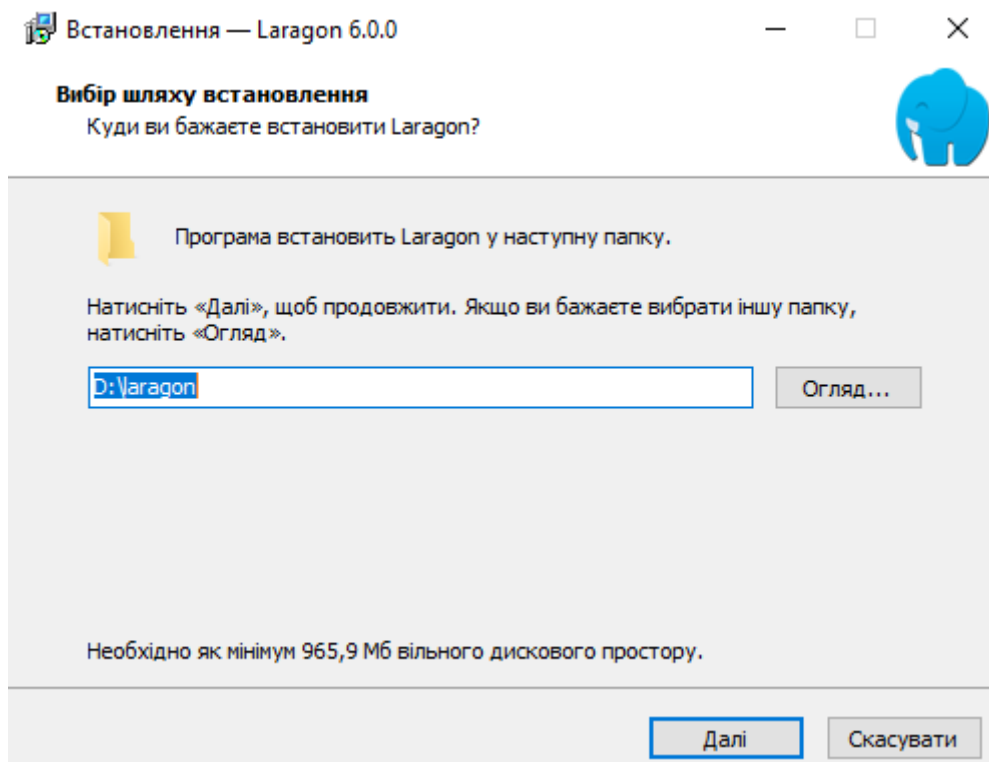 Встановлення — Laragon 6.0.0
Вибір шляху встановлення
Куди ви бажаєте встановити Laragon?
Програма встановить Laragon у наступну папку.
Натисніть «Далі», щоб продовжити. Якщо ви бажаєте вибрати іншу папку,
натисніть «Огляд».
D:\laragon
Огляд...
Необхідно як мінімум 965,9 Мб вільного дискового простору.
Далі
Скасувати